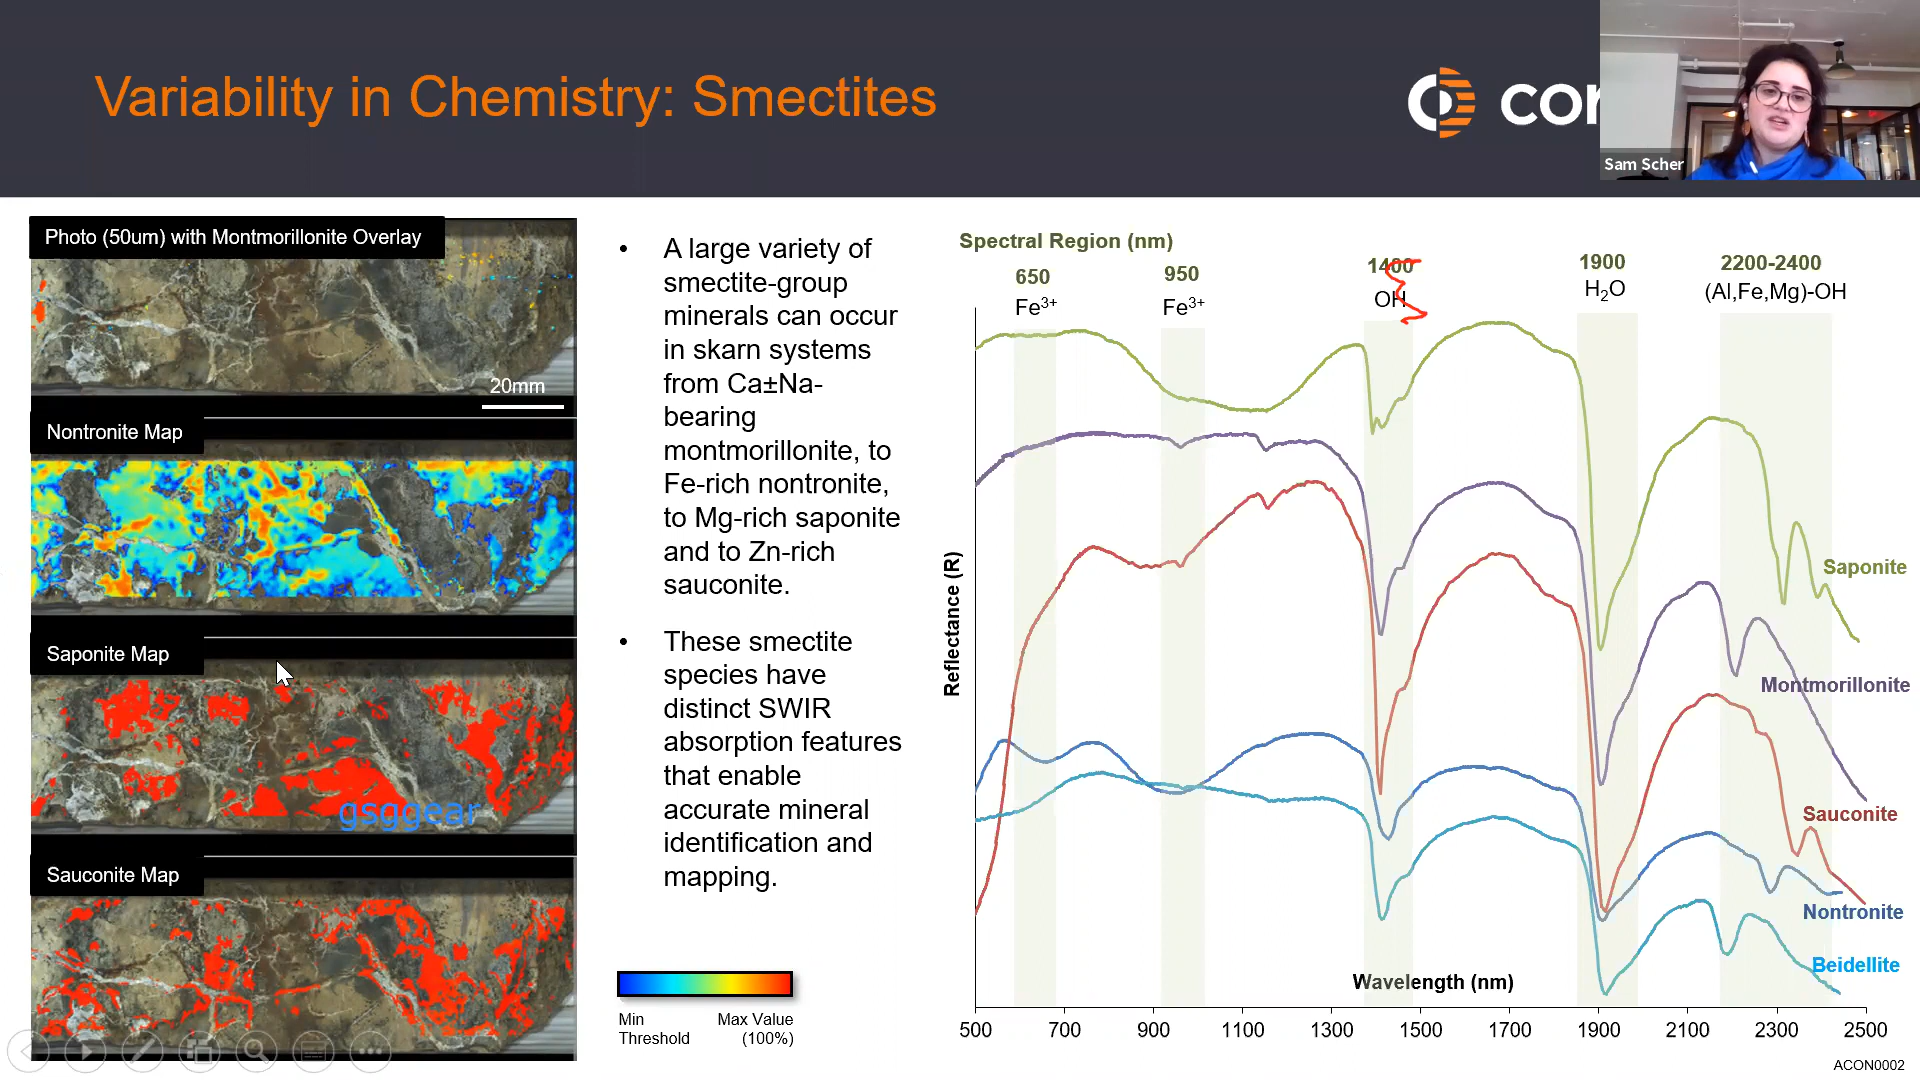 Variability in Chemistry: Smectites
cor
Sam Scher
Photo (50um) with Montmorillonite Overlay
20mm
Nontronite Map
Saponite Map
gsggear
Sauconite Map
• A large variety of
smectite-group
minerals can occur
in skarn systems
from Ca±Na-
bearing
montmorillonite, to
Fe-rich nontronite,
to Mg-rich saponite
and to Zn-rich
sauconite.
• These smectite
species have
distinct SWIR
absorption features
that enable
accurate mineral
identification and
mapping.
Min
Threshold
Max Value
(100%)
Spectral Region (nm)
650
Fe³⁺
950
Fe³⁺
1400
OH
1900
H₂O
2200-2400
(Al,Fe,Mg)-OH
Reflectance (R)
Saponite
Montmorillonite
Sauconite
Nontronite
Beidellite
Wavelength (nm)
500 700 900 1100 1300 1500 1700 1900 2100 2300 2500
ACON0002